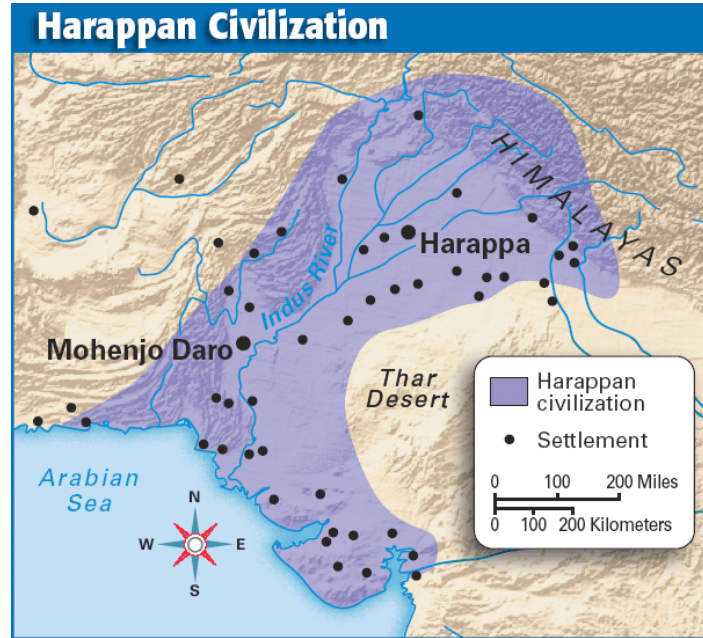 Harappan Civilization
HIMALAYAS
Harappa
Indus River
Mohenjo Daro
Thar
Desert
Harappan
civilization
Settlement
0 100 200 Miles
0 100 200 Kilometers
Arabian
Sea
N
W E
S